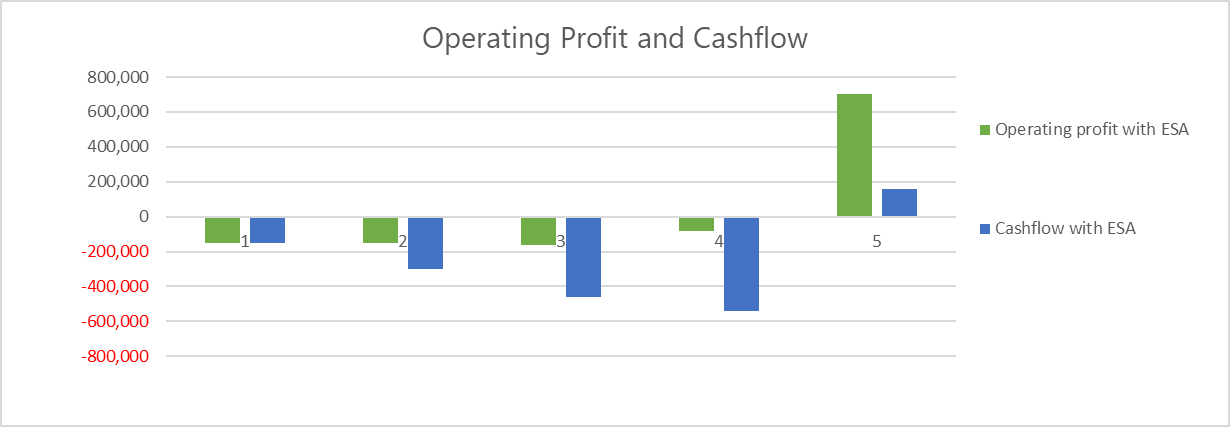 Operating Profit and Cashflow
800,000
600,000
400,000
200,000
0
-200,000
-400,000
-600,000
-800,000
1 2 3 4 5
Operating profit with ESA
Cashflow with ESA